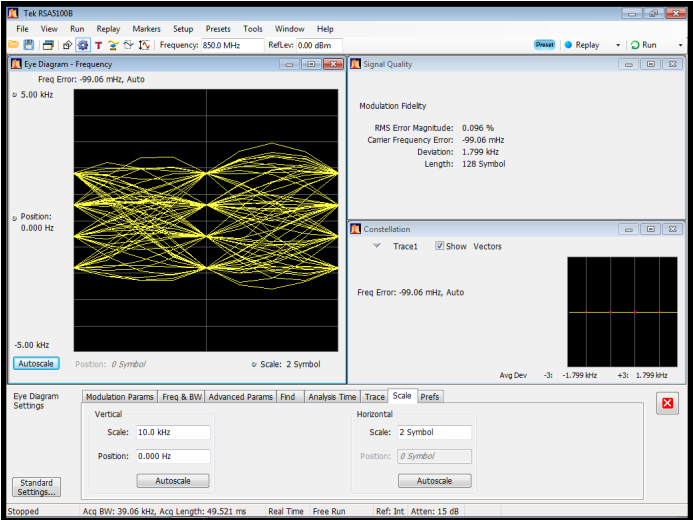 Tek RSA5100B
File View Run Replay Markers Setup Presets Tools Window Help
T Frequency: 850.0 MHz RefLev: 0.00 dBm Preset Replay Run
Eye Diagram - Frequency
Freq Error: -99.06 mHz, Auto
5.00 kHz
Position:
0.000 Hz
-5.00 kHz
Autoscale Position: 0 Symbol Scale: 2 Symbol
Signal Quality
Modulation Fidelity
RMS Error Magnitude: 0.096 %
Carrier Frequency Error: -99.06 mHz
Deviation: 1.799 kHz
Length: 128 Symbol
Constellation
Trace1 Show Vectors
Freq Error: -99.06 mHz, Auto
Avg Dev -3: -1.799 kHz +3: 1.799 kHz
Eye Diagram
Settings
Modulation Params Freq & BW Advanced Params Find Analysis Time Trace Scale Prefs
Vertical Horizontal
Scale: 10.0 kHz Scale: 2 Symbol
Position: 0.000 Hz Position: 0 Symbol
Autoscale Autoscale
Standard
Settings...
Stopped Acq BW: 39.06 kHz, Acq Length: 49.521 ms Real Time Free Run Ref: Int Atten: 15 dB